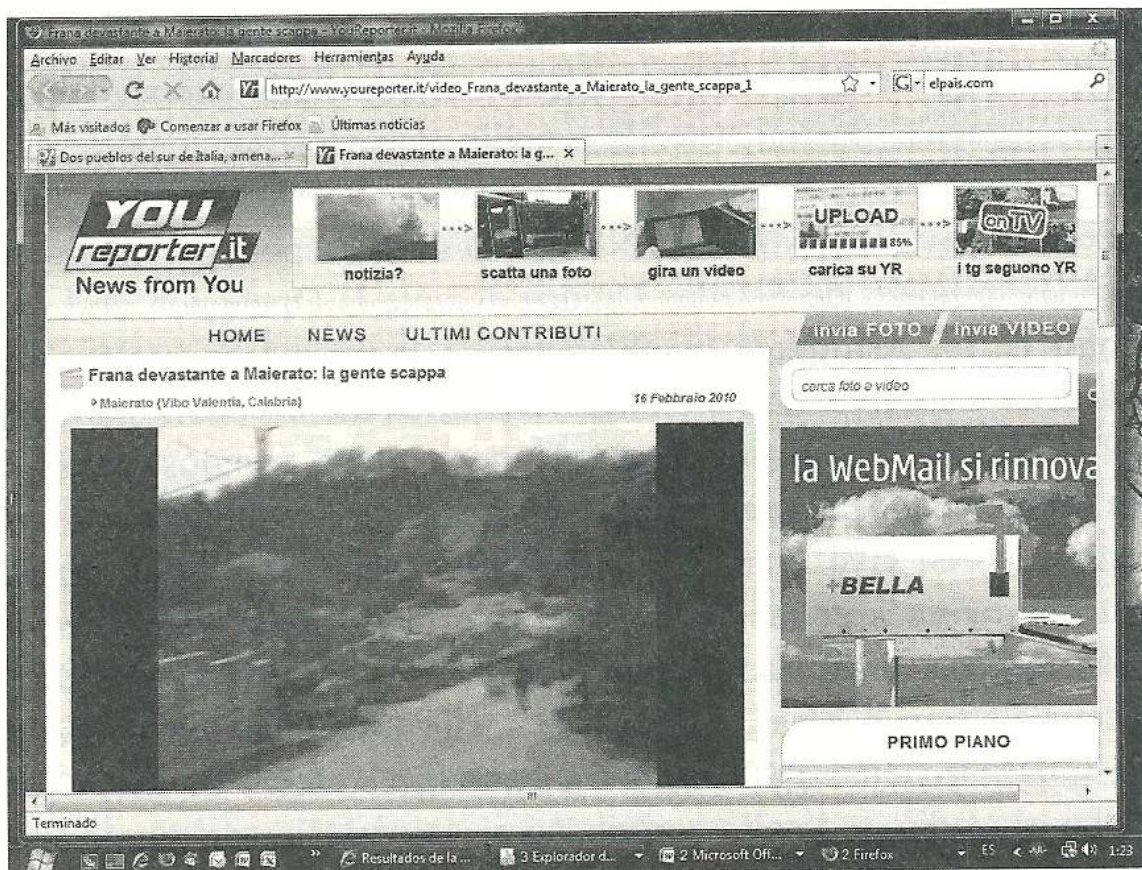 Frana devastante a Maierato: la gente scappa - YouReporter.it - Mozilla Firefox
Archivo Editar Ver Historial Marcadores Herramientas Ayuda
Yr http://www.youreporter.it/video_Frana_devastante_a_Maierato_la_gente_scappa_1 G elpais.com
Más visitados Comenzar a usar Firefox Últimas noticias
Dos pueblos del sur de Italia, amena... Yr Frana devastante a Maierato: la g... X
YOU
reporter.it
News from You
UPLOAD
85%
onTV
notizia? scatta una foto gira un video carica su YR i tg seguono YR
HOME NEWS ULTIMI CONTRIBUTI invia FOTO invia VIDEO
Frana devastante a Maierato: la gente scappa
Maierato (Vibo Valentia, Calabria) 16 Febbraio 2010
cerca foto e video
la WebMail si rinnova
+BELLA
PRIMO PIANO
Terminado
» Resultados de la ... 3 Explorador d... 2 Microsoft Off... 2 Firefox ES 1:23